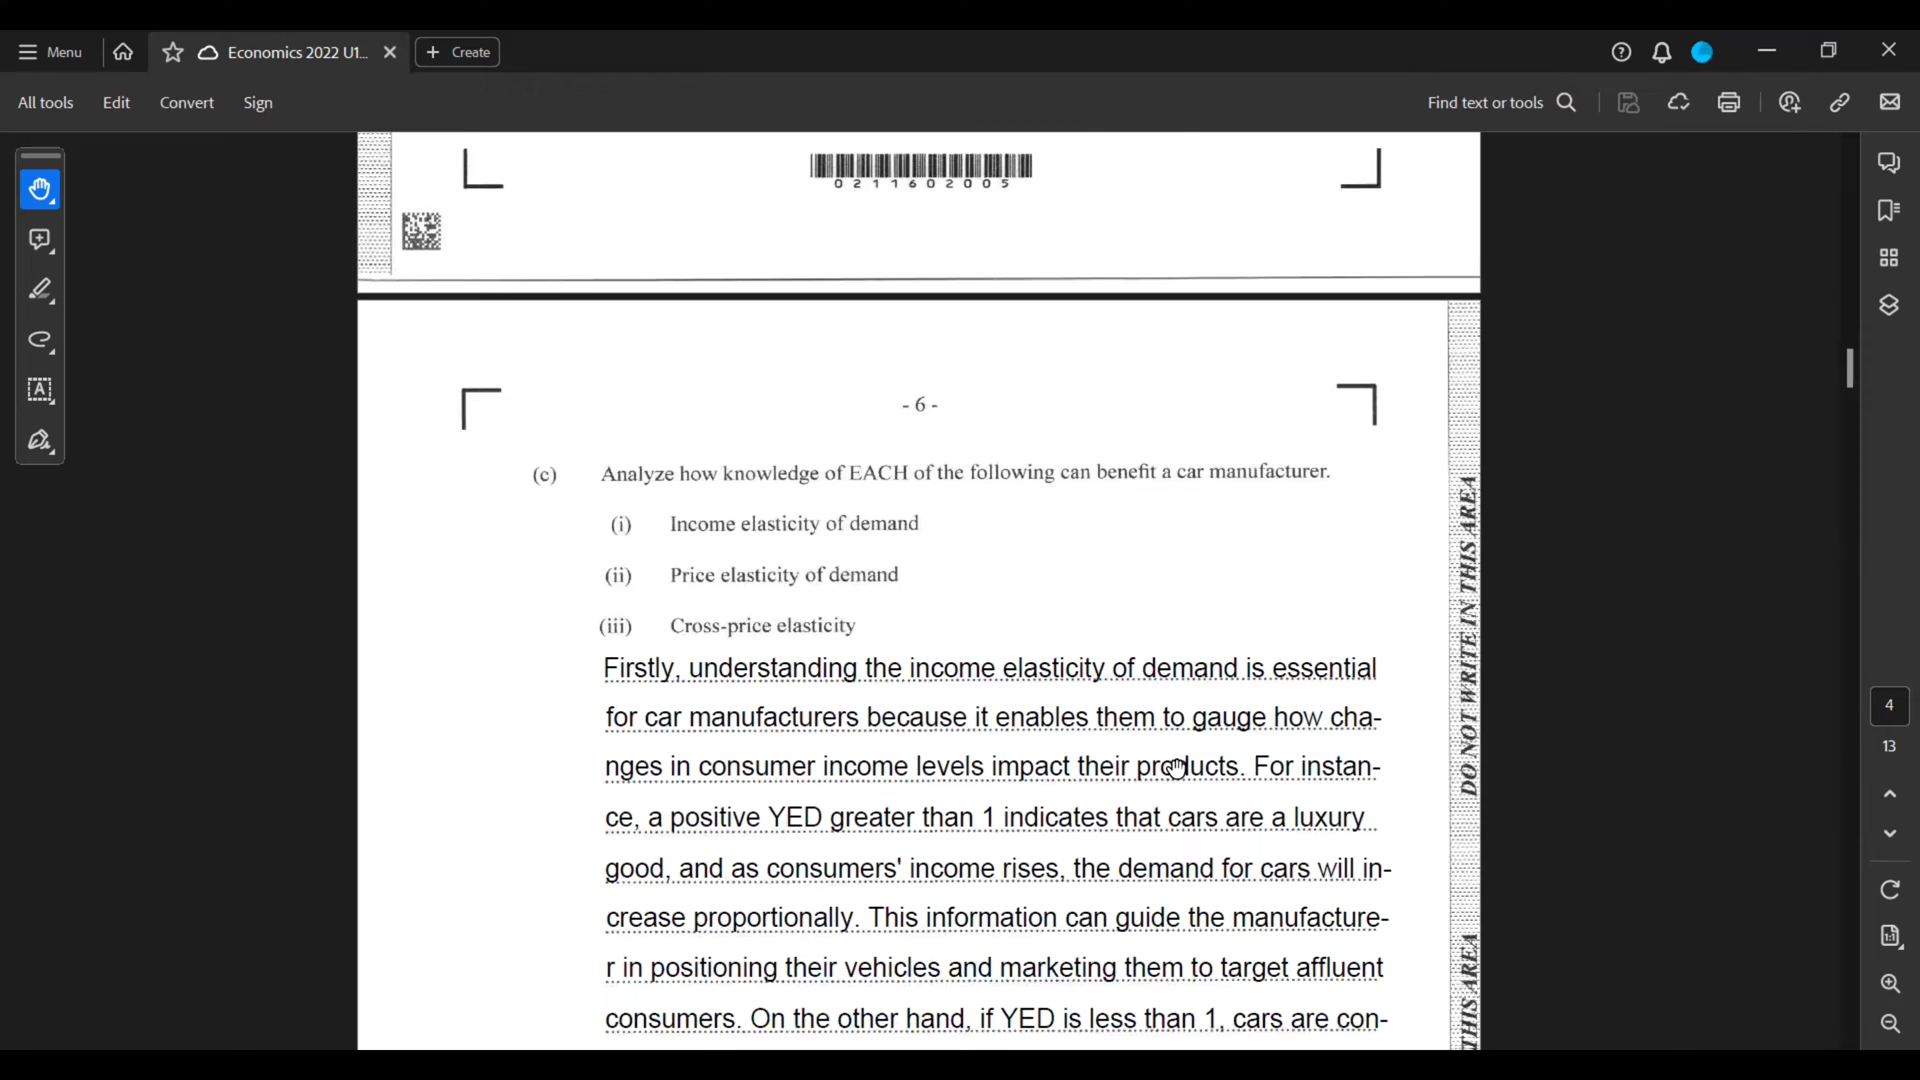 Menu
Economics 2022 U1...
Create
All tools
Edit
Convert
Sign
Find text or tools
0 2 1 1 6 0 2 0 0 5
- 6 -
(c) Analyze how knowledge of EACH of the following can benefit a car manufacturer.
(i) Income elasticity of demand
(ii) Price elasticity of demand
(iii) Cross-price elasticity
Firstly, understanding the income elasticity of demand is essential
for car manufacturers because it enables them to gauge how cha-
nges in consumer income levels impact their products. For instan-
ce, a positive YED greater than 1 indicates that cars are a luxury
good, and as consumers' income rises, the demand for cars will in-
crease proportionally. This information can guide the manufacture-
r in positioning their vehicles and marketing them to target affluent
consumers. On the other hand, if YED is less than 1, cars are con-
DO NOT WRITE IN THIS AREA
THIS AREA
4
13
1:1